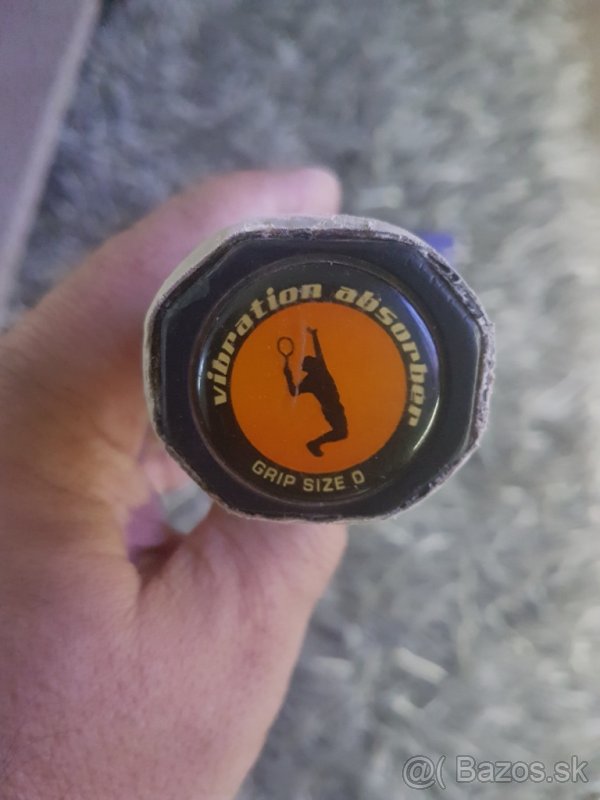 vibration absorber
GRIP SIZE 0
@( Bazos.sk